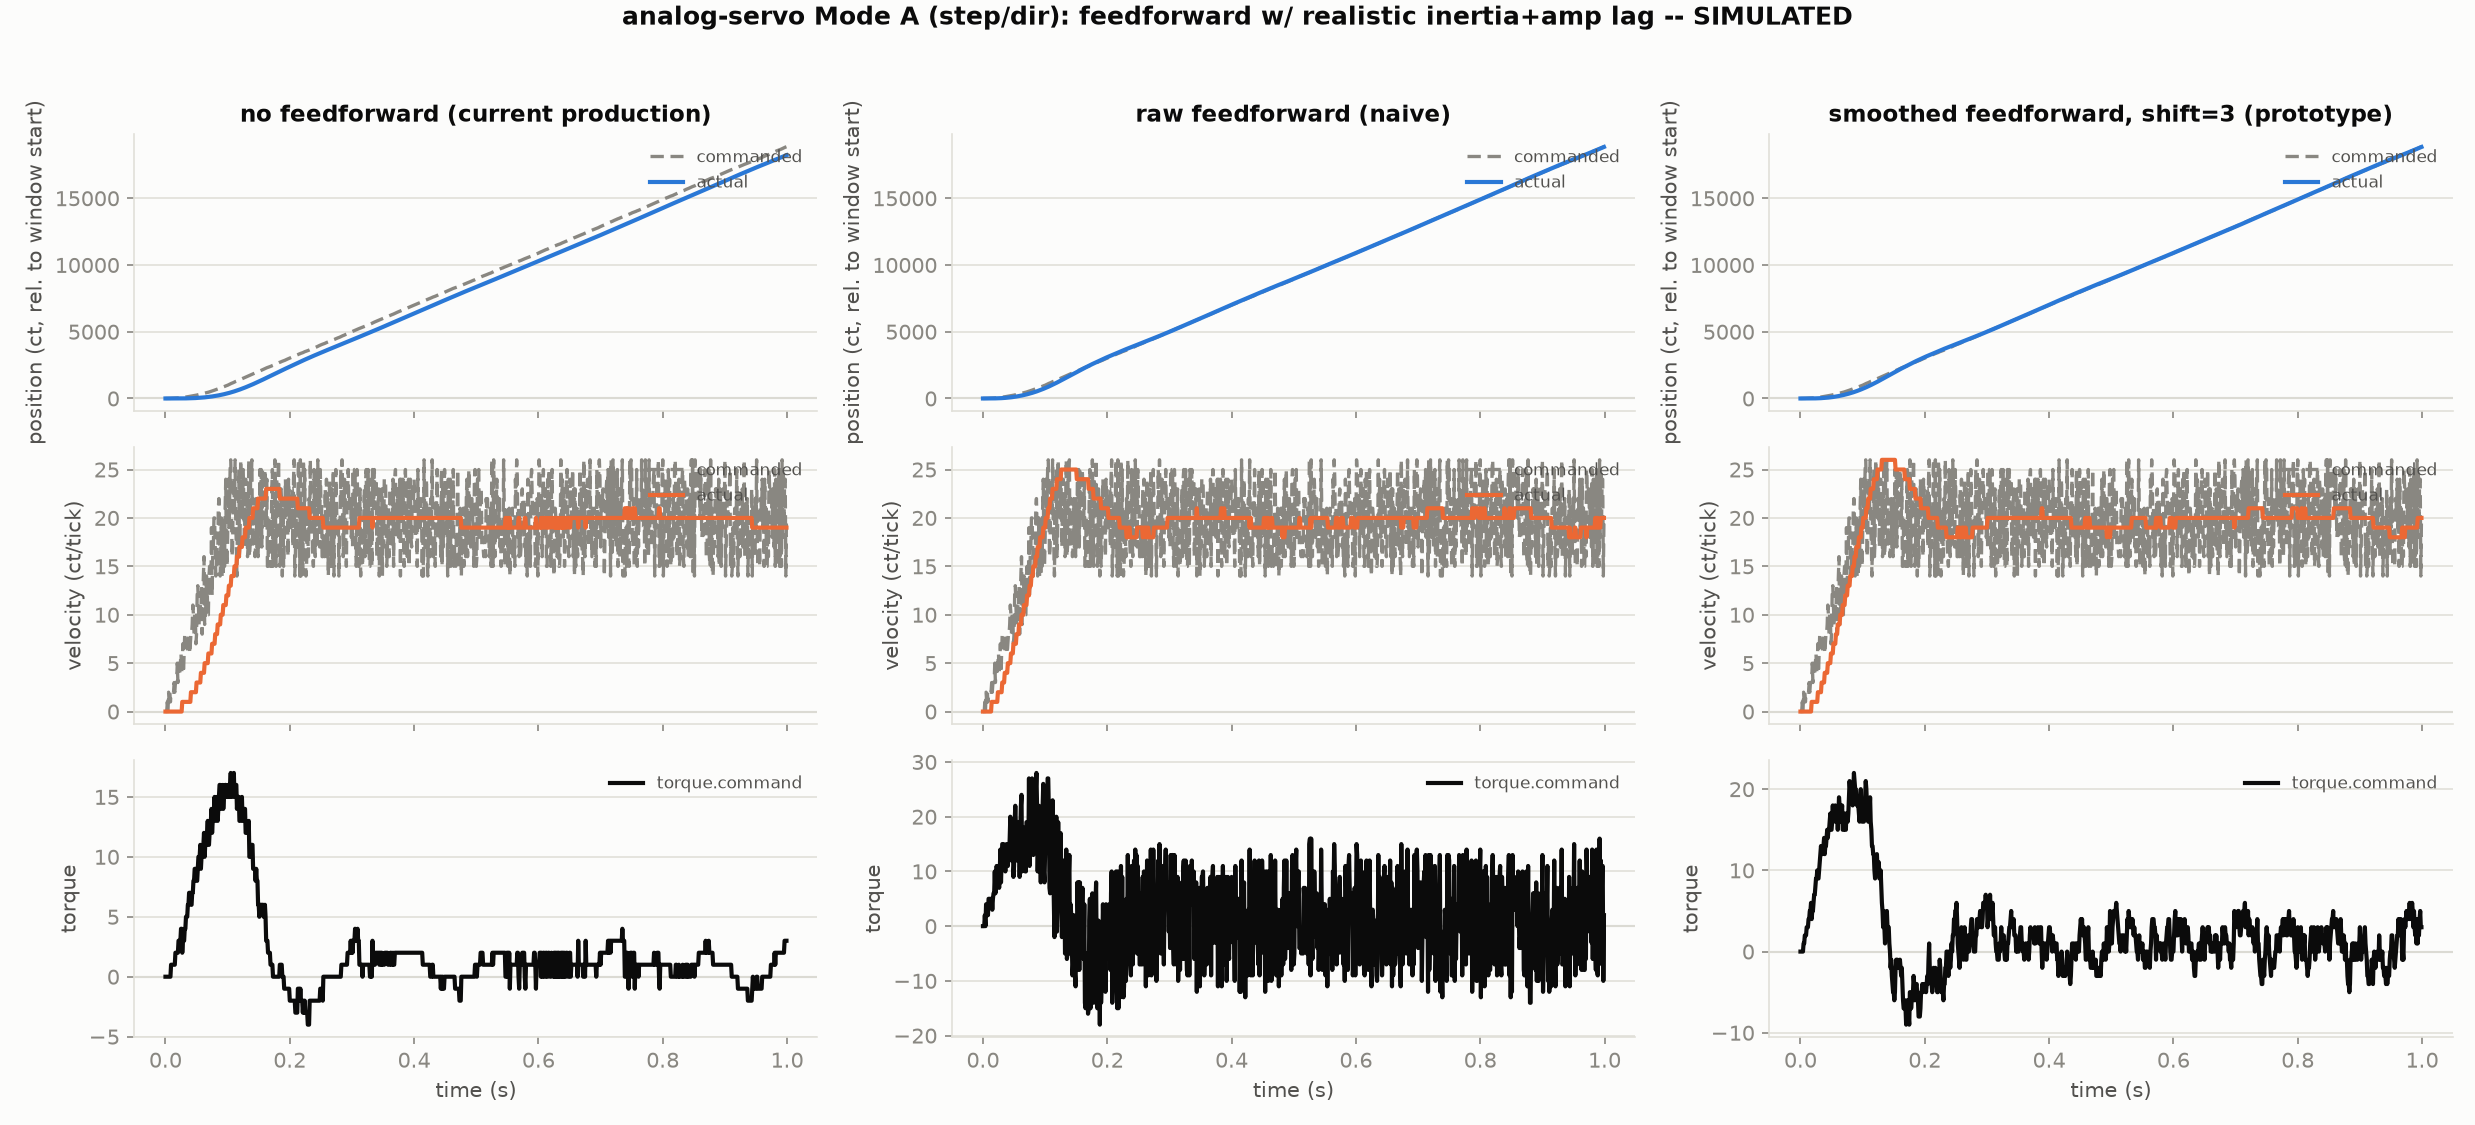 analog-servo Mode A (step/dir): feedforward w/ realistic inertia+amp lag -- SIMULATED
no feedforward (current production)
position (ct, rel. to window start)
15000
10000
5000
0
commanded
actual
raw feedforward (naive)
position (ct, rel. to window start)
15000
10000
5000
0
commanded
actual
smoothed feedforward, shift=3 (prototype)
position (ct, rel. to window start)
15000
10000
5000
0
commanded
actual
velocity (ct/tick)
25
20
15
10
5
0
commanded
actual
velocity (ct/tick)
25
20
15
10
5
0
commanded
actual
velocity (ct/tick)
25
20
15
10
5
0
commanded
actual
torque
15
10
5
0
−5
torque.command
0.0 0.2 0.4 0.6 0.8 1.0
time (s)
torque
30
20
10
0
−10
−20
torque.command
0.0 0.2 0.4 0.6 0.8 1.0
time (s)
torque
20
10
0
−10
torque.command
0.0 0.2 0.4 0.6 0.8 1.0
time (s)